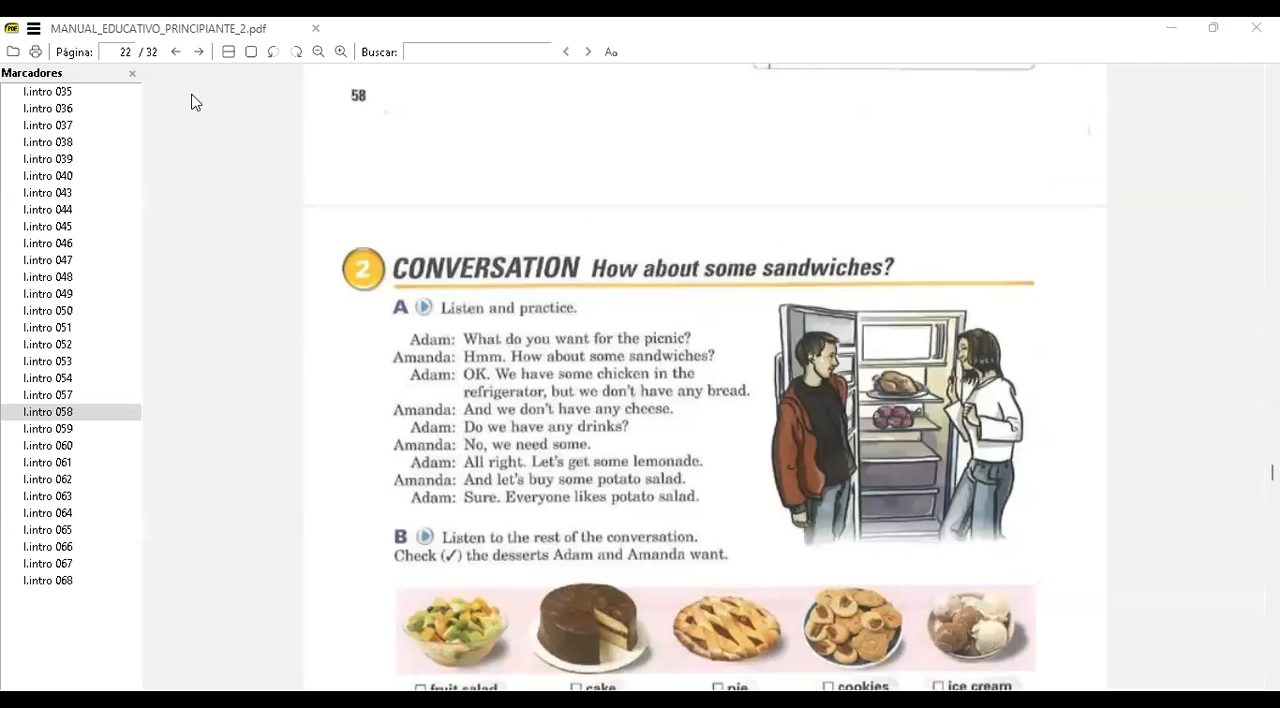 MANUAL_EDUCATIVO_PRINCIPIANTE_2.pdf
Página: 22 / 32 Buscar: Aa
Marcadores
I.intro 035
I.intro 036
I.intro 037
I.intro 038
I.intro 039
I.intro 040
I.intro 043
I.intro 044
I.intro 045
I.intro 046
I.intro 047
I.intro 048
I.intro 049
I.intro 050
I.intro 051
I.intro 052
I.intro 053
I.intro 054
I.intro 057
I.intro 058
I.intro 059
I.intro 060
I.intro 061
I.intro 062
I.intro 063
I.intro 064
I.intro 065
I.intro 066
I.intro 067
I.intro 068
58
2 CONVERSATION How about some sandwiches?
A Listen and practice.
Adam: What do you want for the picnic?
Amanda: Hmm. How about some sandwiches?
Adam: OK. We have some chicken in the
refrigerator, but we don't have any bread.
Amanda: And we don't have any cheese.
Adam: Do we have any drinks?
Amanda: No, we need some.
Adam: All right. Let's get some lemonade.
Amanda: And let's buy some potato salad.
Adam: Sure. Everyone likes potato salad.
B Listen to the rest of the conversation.
Check (✓) the desserts Adam and Amanda want.
fruit salad cake pie cookies ice cream